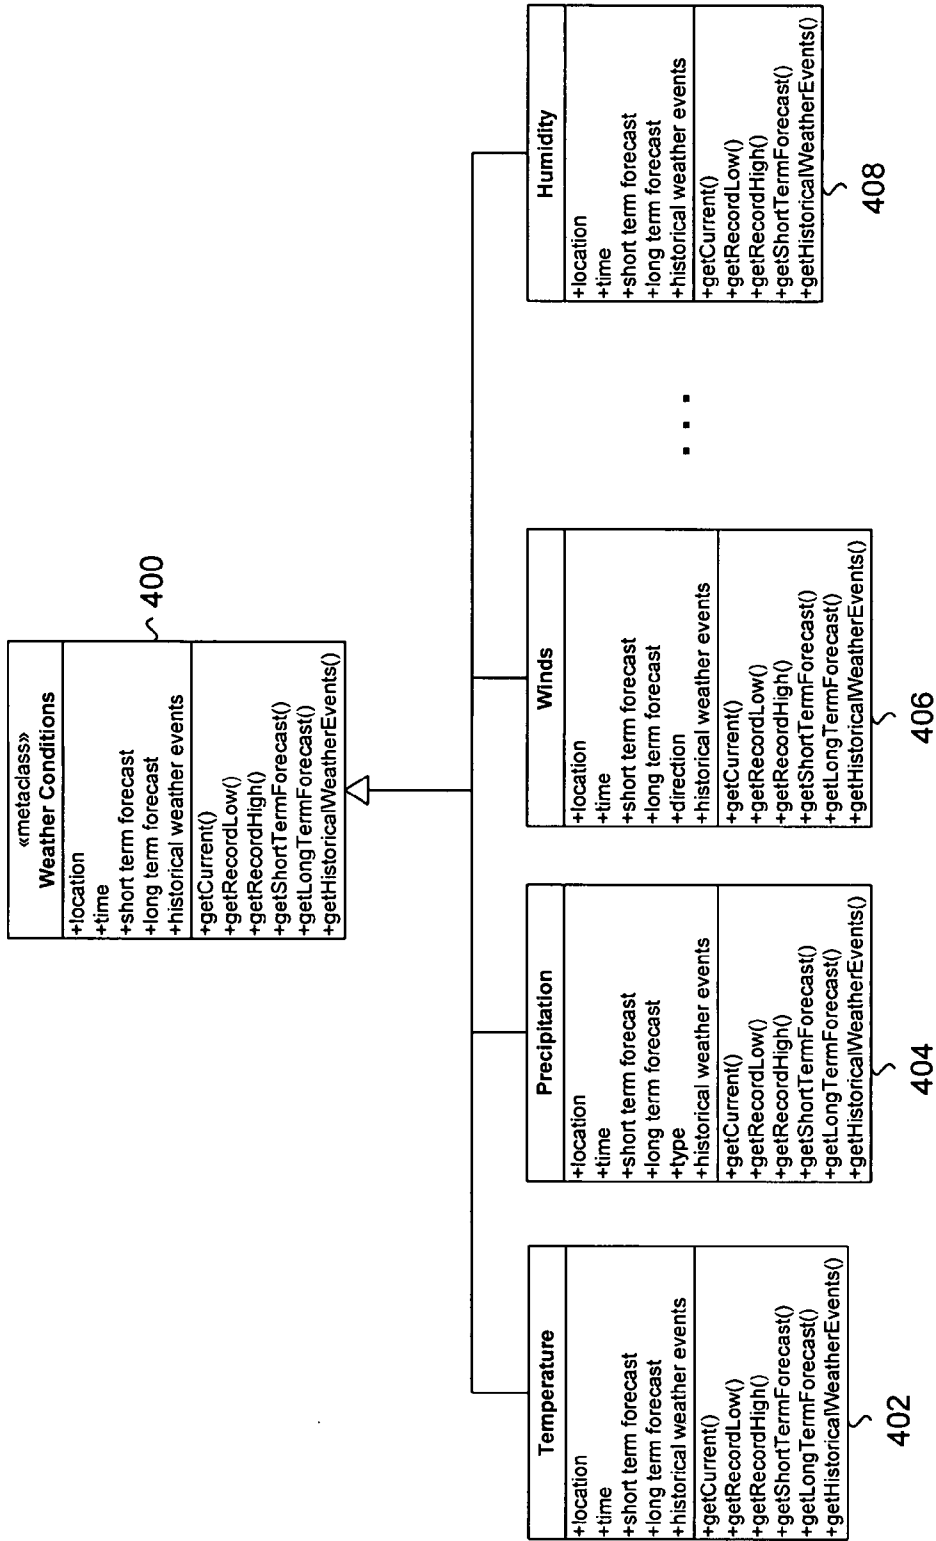 «metaclass»
Weather Conditions
+location
+time
+short term forecast
+long term forecast
+historical weather events
+getCurrent()
+getRecordLow()
+getRecordHigh()
+getShortTermForecast()
+getLongTermForecast()
+getHistoricalWeatherEvents()
400
Temperature
+location
+time
+short term forecast
+long term forecast
+historical weather events
+getCurrent()
+getRecordLow()
+getRecordHigh()
+getShortTermForecast()
+getLongTermForecast()
+getHistoricalWeatherEvents()
402
Precipitation
+location
+time
+short term forecast
+long term forecast
+type
+historical weather events
+getCurrent()
+getRecordLow()
+getRecordHigh()
+getShortTermForecast()
+getLongTermForecast()
+getHistoricalWeatherEvents()
404
Winds
+location
+time
+short term forecast
+long term forecast
+direction
+historical weather events
+getCurrent()
+getRecordLow()
+getRecordHigh()
+getShortTermForecast()
+getLongTermForecast()
+getHistoricalWeatherEvents()
406
. . .
Humidity
+location
+time
+short term forecast
+long term forecast
+historical weather events
+getCurrent()
+getRecordLow()
+getRecordHigh()
+getShortTermForecast()
+getHistoricalWeatherEvents()
408